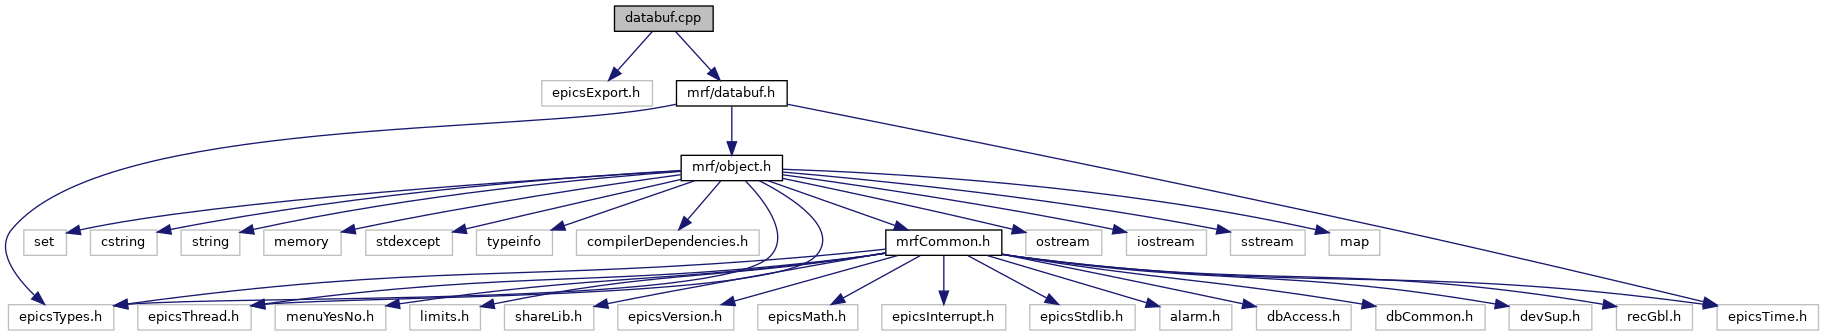 databuf.cpp
epicsExport.h
mrf/databuf.h
mrf/object.h
set
cstring
string
memory
stdexcept
typeinfo
compilerDependencies.h
mrfCommon.h
ostream
iostream
sstream
map
epicsTypes.h
epicsThread.h
menuYesNo.h
limits.h
shareLib.h
epicsVersion.h
epicsMath.h
epicsInterrupt.h
epicsStdlib.h
alarm.h
dbAccess.h
dbCommon.h
devSup.h
recGbl.h
epicsTime.h